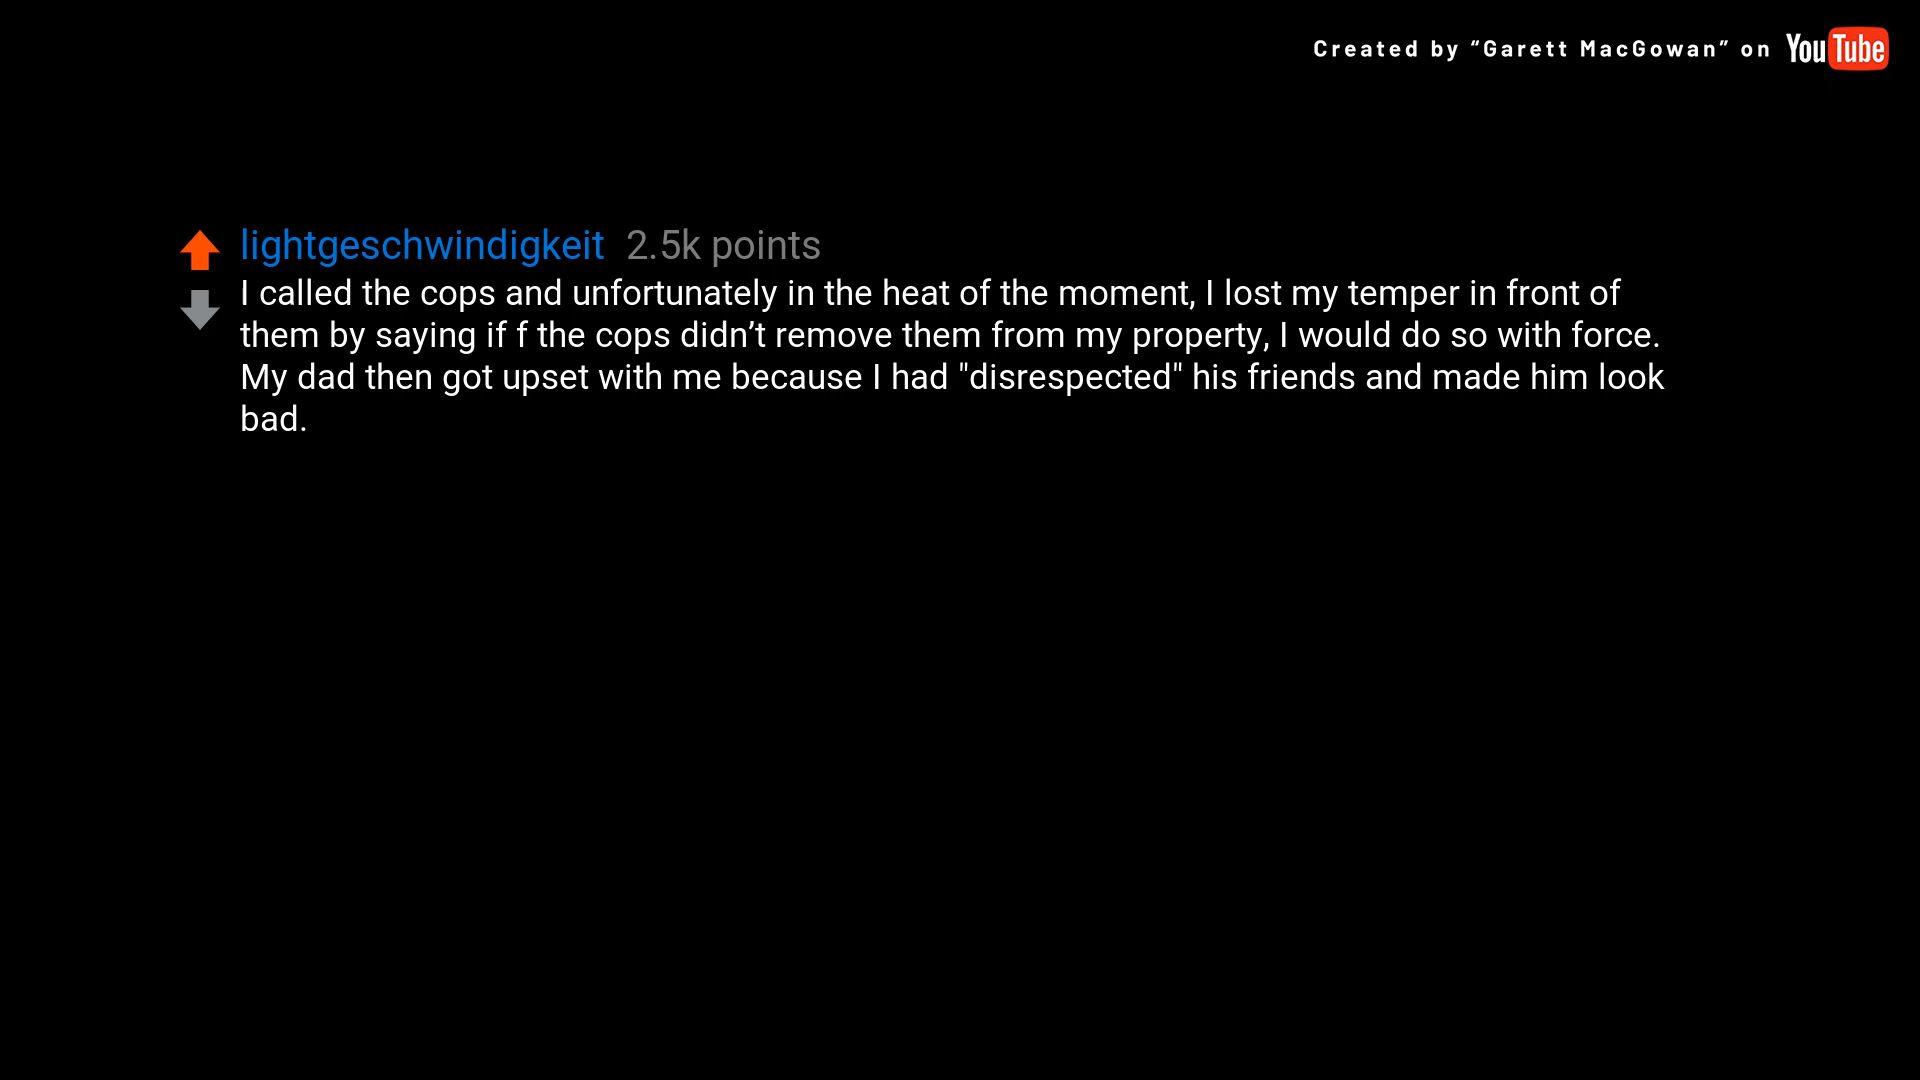 Created by “Garett MacGowan” on YouTube
lightgeschwindigkeit 2.5k points
I called the cops and unfortunately in the heat of the moment, I lost my temper in front of
them by saying if f the cops didn’t remove them from my property, I would do so with force.
My dad then got upset with me because I had "disrespected" his friends and made him look
bad.